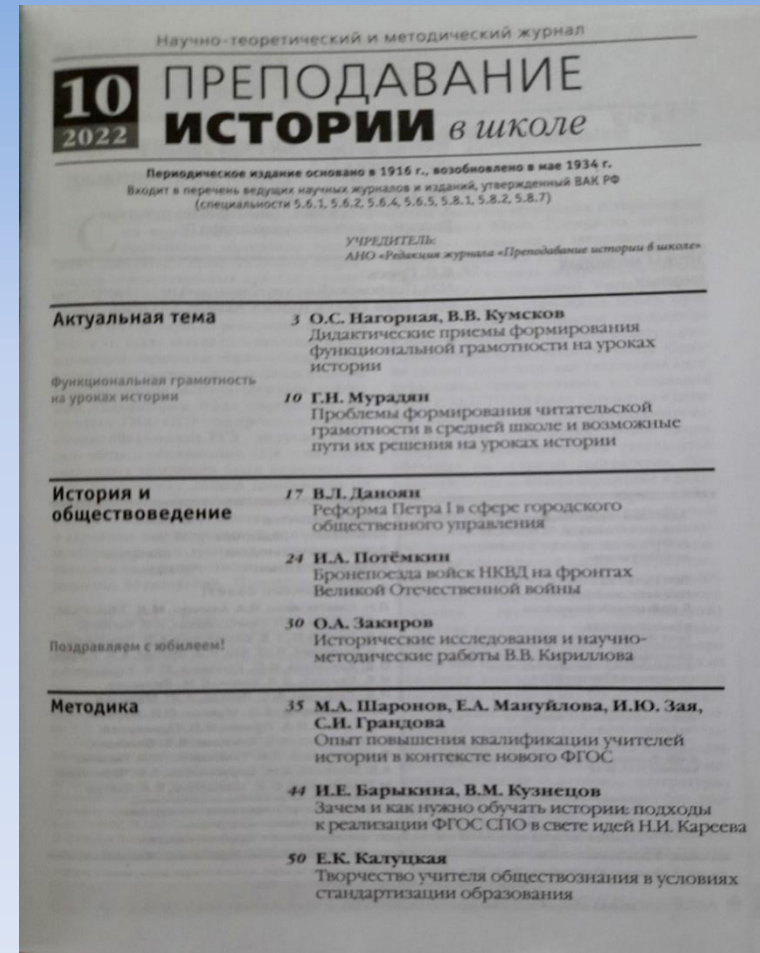 Научно-теоретический и методический журнал
10
2022
ПРЕПОДАВАНИЕ
ИСТОРИИ в школе
Периодическое издание основано в 1916 г., возобновлено в мае 1934 г.
Входит в перечень ведущих научных журналов и изданий, утвержденный ВАК РФ
(специальности 5.6.1, 5.6.2, 5.6.4, 5.6.5, 5.8.1, 5.8.2, 5.8.7)
УЧРЕДИТЕЛЬ:
АНО «Редакция журнала «Преподавание истории в школе»
Актуальная тема
Функциональная грамотность
на уроках истории
3 О.С. Нагорная, В.В. Кумсков
Дидактические приемы формирования
функциональной грамотности на уроках
истории
10 Г.Н. Мурадян
Проблемы формирования читательской
грамотности в средней школе и возможные
пути их решения на уроках истории
История и
обществоведение
17 В.Л. Даноян
Реформа Петра I в сфере городского
общественного управления
24 И.А. Потёмкин
Бронепоезда войск НКВД на фронтах
Великой Отечественной войны
Поздравляем с юбилеем!
30 О.А. Закиров
Исторические исследования и научно-
методические работы В.В. Кириллова
Методика
35 М.А. Шаронов, Е.А. Мануйлова, И.Ю. Зая,
С.И. Грандова
Опыт повышения квалификации учителей
истории в контексте нового ФГОС
44 И.Е. Барыкина, В.М. Кузнецов
Зачем и как нужно обучать истории: подходы
к реализации ФГОС СПО в свете идей Н.И. Кареева
50 Е.К. Калуцкая
Творчество учителя обществознания в условиях
стандартизации образования